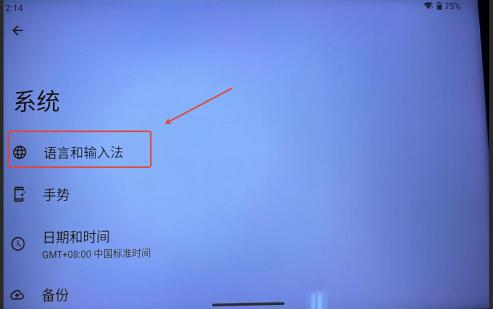 2:14
75%
系统
语言和输入法
手势
日期和时间
GMT+08:00 中国标准时间
备份